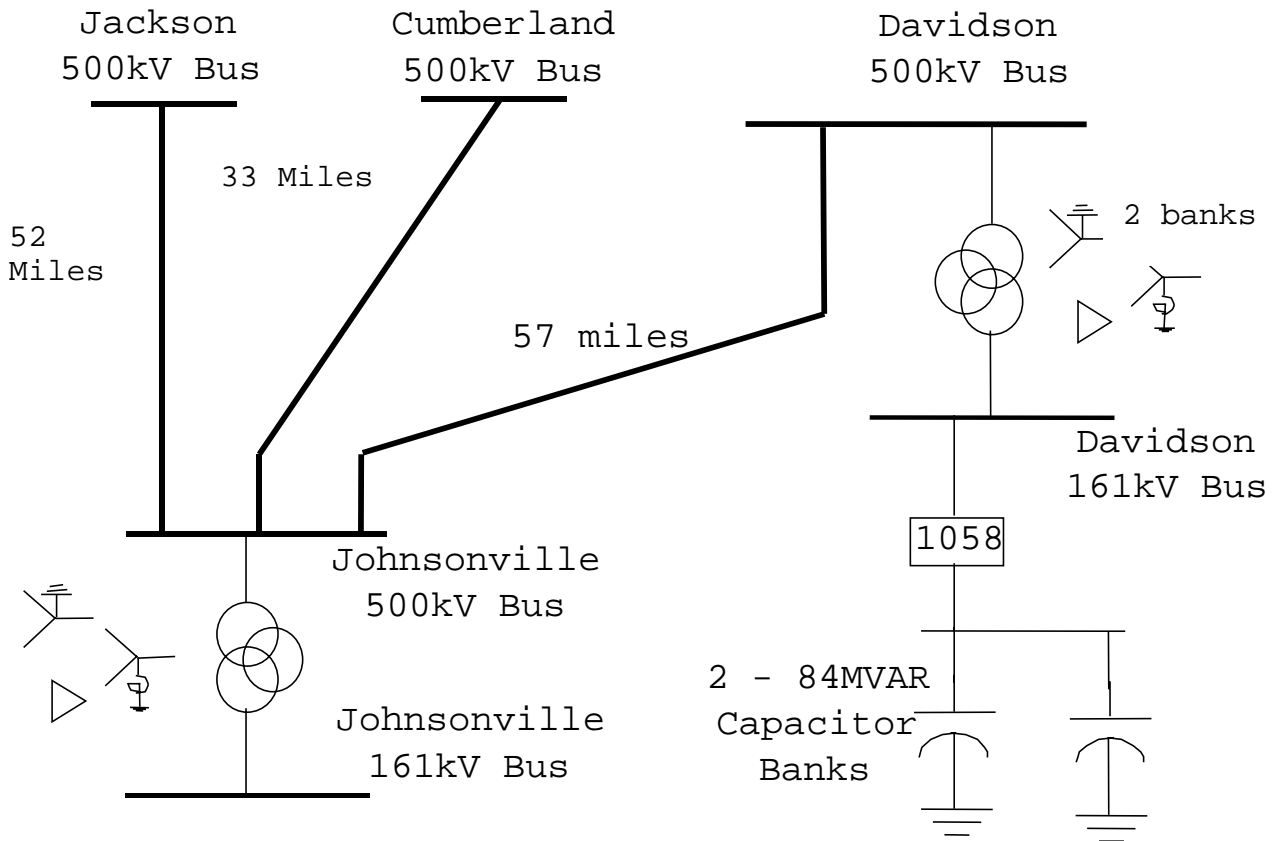 Jackson
500kV Bus
Cumberland
500kV Bus
Davidson
500kV Bus
33 Miles
52
Miles
2 banks
57 miles
Davidson
161kV Bus
1058
Johnsonville
500kV Bus
2 - 84MVAR
Capacitor
Banks
Johnsonville
161kV Bus